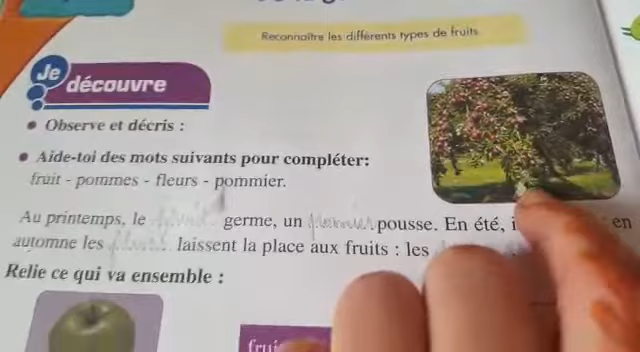 Reconnaître les différents types de fruits
Je découvre
Observe et décris :
Aide-toi des mots suivants pour compléter:
fruit - pommes - fleurs - pommier.
Au printemps, le germe, un pousse. En été, en
automne les laissent la place aux fruits : les
Relie ce qui va ensemble :